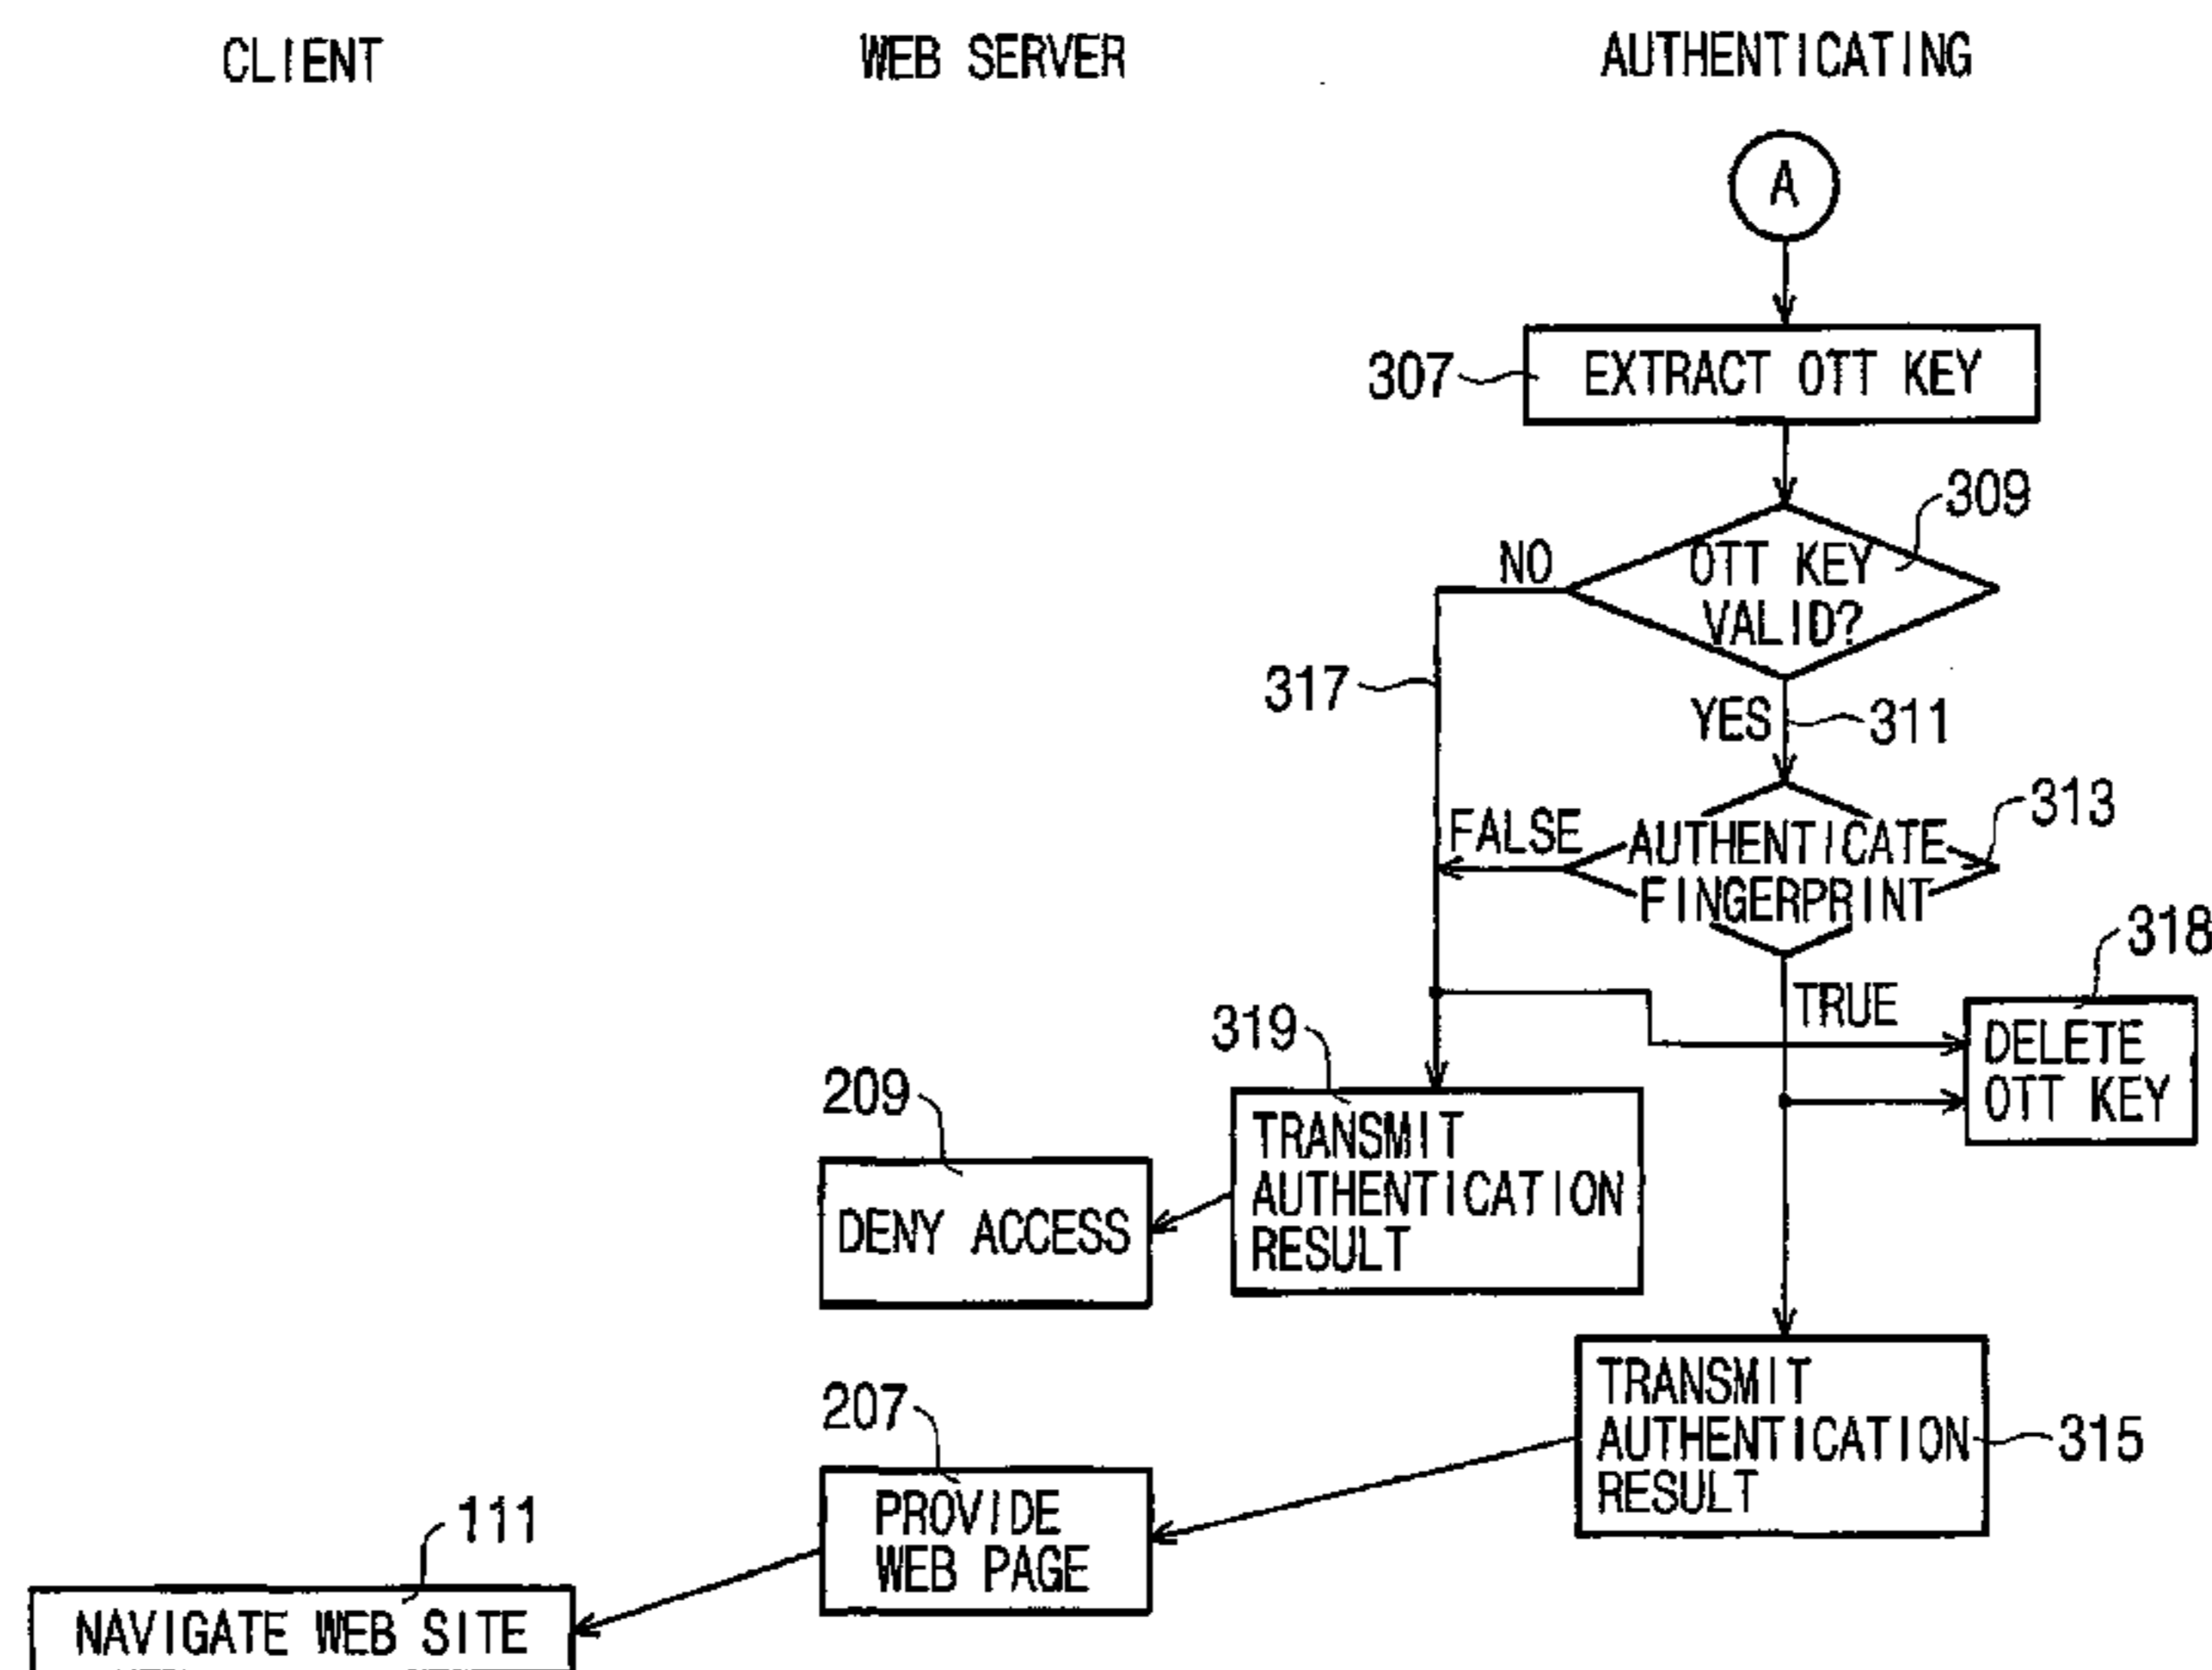 CLIENT
WEB SERVER
AUTHENTICATING
A
307
EXTRACT OTT KEY
309
OTT KEY
VALID?
NO
317
YES
311
313
FALSE
AUTHENTICATE
FINGERPRINT
318
TRUE
DELETE
OTT KEY
319
209
TRANSMIT
AUTHENTICATION
RESULT
DENY ACCESS
207
TRANSMIT
AUTHENTICATION
RESULT
315
PROVIDE
WEB PAGE
111
NAVIGATE WEB SITE